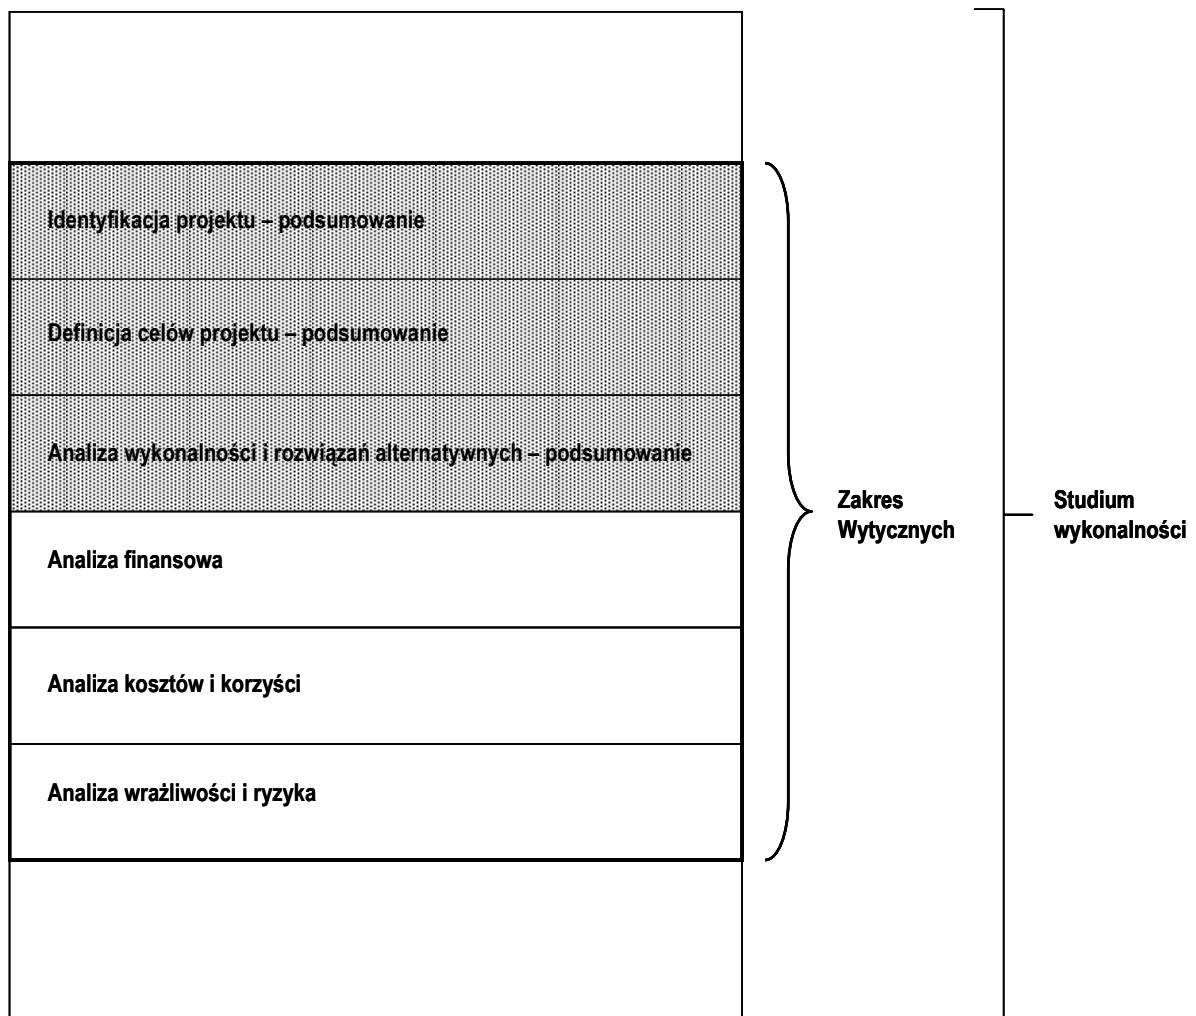 Identyfikacja projektu – podsumowanie
Definicja celów projektu – podsumowanie
Analiza wykonalności i rozwiązań alternatywnych – podsumowanie
Analiza finansowa
Analiza kosztów i korzyści
Analiza wrażliwości i ryzyka
Zakres
Wytycznych
Studium
wykonalności